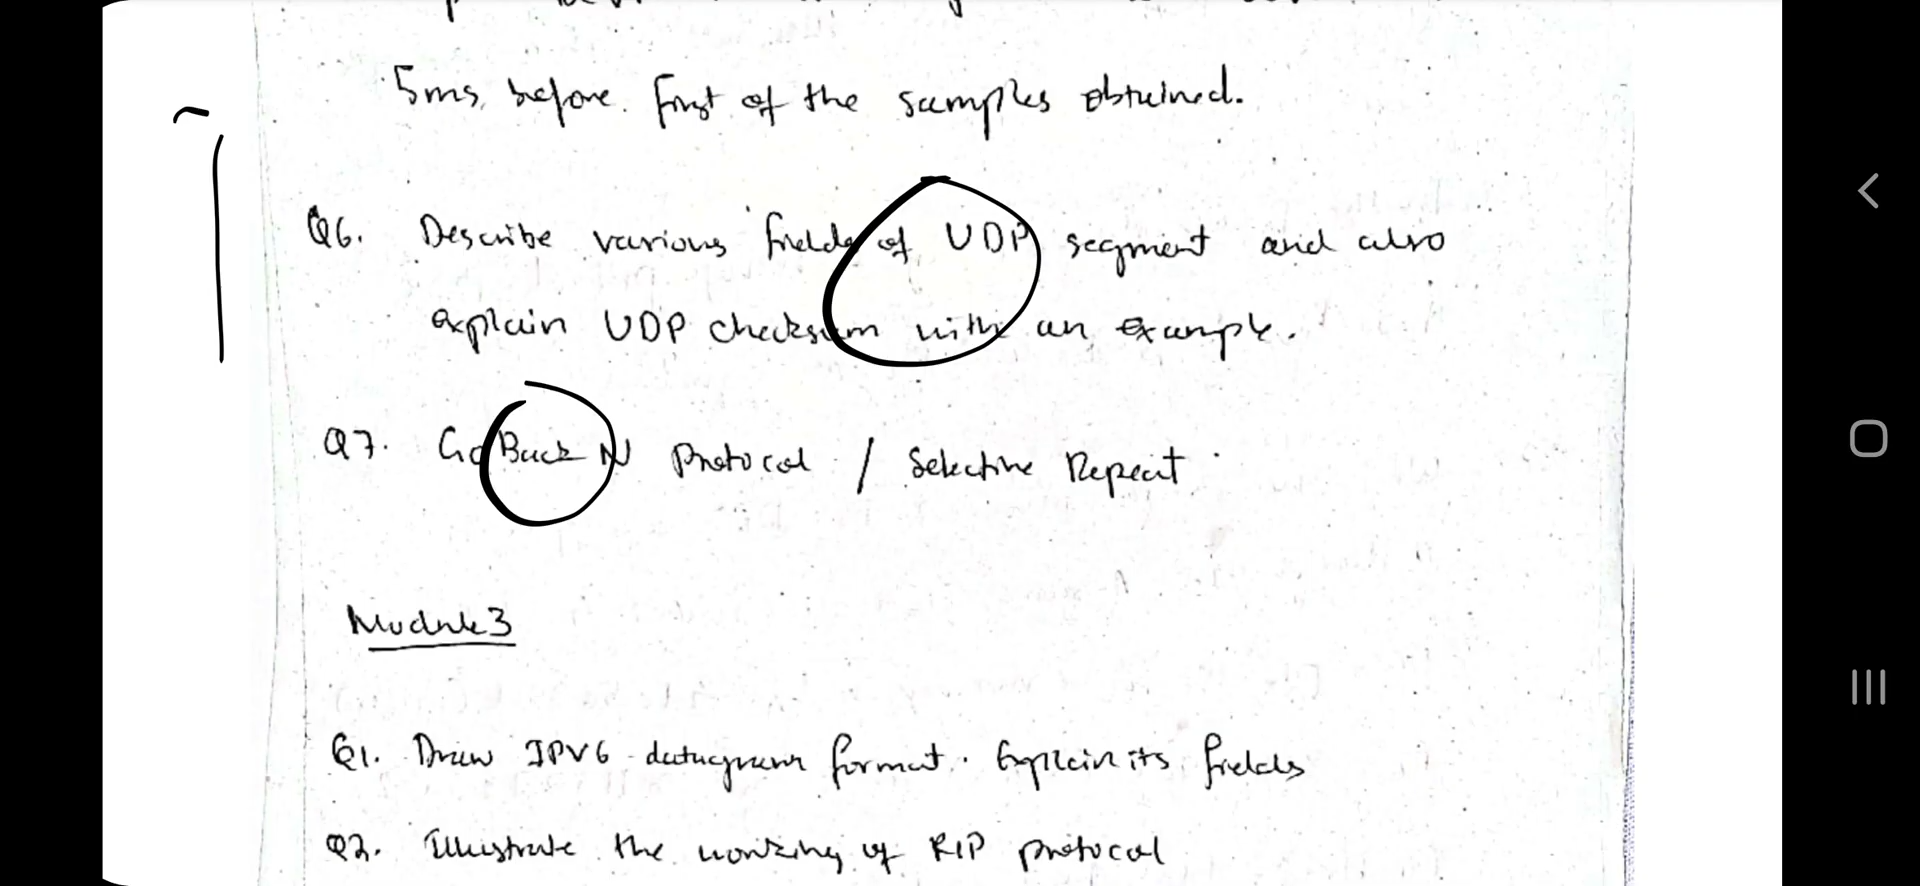 5ms before first of the samples obtained.
Q6. Describe various fields of UDP segment and also
explain UDP checksum with an example.
Q7. Go Back N Protocol / Selective Repeat
Module 3
Q1. Draw IPV6 datagram format. Explain its fields
Q2. Illustrate the working of RIP protocol